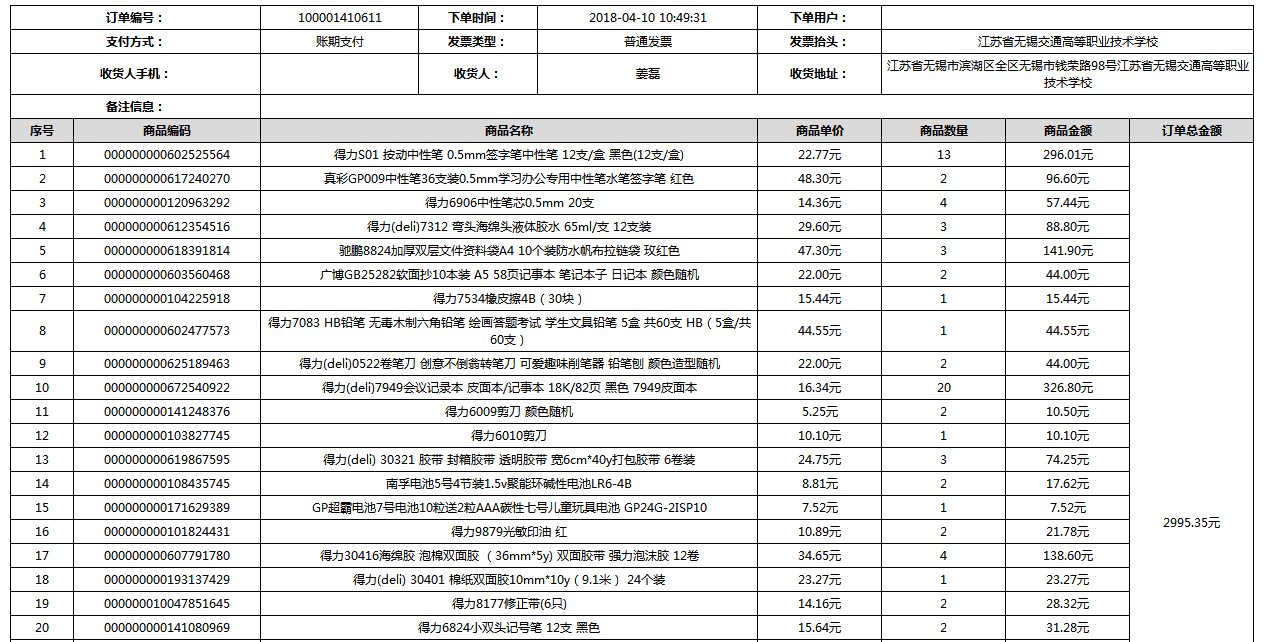 订单编号： 100001410611 下单时间： 2018-04-10 10:49:31 下单用户：
支付方式： 账期支付 发票类型： 普通发票 发票抬头： 江苏省无锡交通高等职业技术学校
收货人手机： 收货人： 姜磊 收货地址： 江苏省无锡市滨湖区全区无锡市钱荣路98号江苏省无锡交通高等职业
技术学校
备注信息：
序号 商品编码 商品名称 商品单价 商品数量 商品金额 订单总金额
1 000000000602525564 得力S01 按动中性笔 0.5mm签字笔中性笔 12支/盒 黑色(12支/盒) 22.77元 13 296.01元
2 000000000617240270 真彩GP009中性笔36支装0.5mm学习办公专用中性笔水笔签字笔 红色 48.30元 2 96.60元
3 000000000120963292 得力6906中性笔芯0.5mm 20支 14.36元 4 57.44元
4 000000000612354516 得力(deli)7312 弯头海绵头液体胶水 65ml/支 12支装 29.60元 3 88.80元
5 000000000618391814 驰鹏8824加厚双层文件资料袋A4 10个装防水帆布拉链袋 玫红色 47.30元 3 141.90元
6 000000000603560468 广博GB25282软面抄10本装 A5 58页记事本 笔记本子 日记本 颜色随机 22.00元 2 44.00元
7 000000000104225918 得力7534橡皮擦4B（30块） 15.44元 1 15.44元
8 000000000602477573 得力7083 HB铅笔 无毒木制六角铅笔 绘画答题考试 学生文具铅笔 5盒 共60支 HB（5盒/共
60支） 44.55元 1 44.55元
9 000000000625189463 得力(deli)0522卷笔刀 创意不倒翁转笔刀 可爱趣味削笔器 铅笔刨 颜色造型随机 22.00元 2 44.00元
10 000000000672540922 得力(deli)7949会议记录本 皮面本/记事本 18K/82页 黑色 7949皮面本 16.34元 20 326.80元
11 000000000141248376 得力6009剪刀 颜色随机 5.25元 2 10.50元
12 000000000103827745 得力6010剪刀 10.10元 1 10.10元
13 000000000619867595 得力(deli) 30321 胶带 封箱胶带 透明胶带 宽6cm*40y打包胶带 6卷装 24.75元 3 74.25元
14 000000000108435745 南孚电池5号4节装1.5v聚能环碱性电池LR6-4B 8.81元 2 17.62元
15 000000000171629389 GP超霸电池7号电池10粒送2粒AAA碳性七号儿童玩具电池 GP24G-2ISP10 7.52元 1 7.52元
16 000000000101824431 得力9879光敏印油 红 10.89元 2 21.78元
2995.35元
17 000000000607791780 得力30416海绵胶 泡棉双面胶 （36mm*5y) 双面胶带 强力泡沫胶 12卷 34.65元 4 138.60元
18 000000000193137429 得力(deli) 30401 棉纸双面胶10mm*10y（9.1米） 24个装 23.27元 1 23.27元
19 000000010047851645 得力8177修正带(6只) 14.16元 2 28.32元
20 000000000141080969 得力6824小双头记号笔 12支 黑色 15.64元 2 31.28元